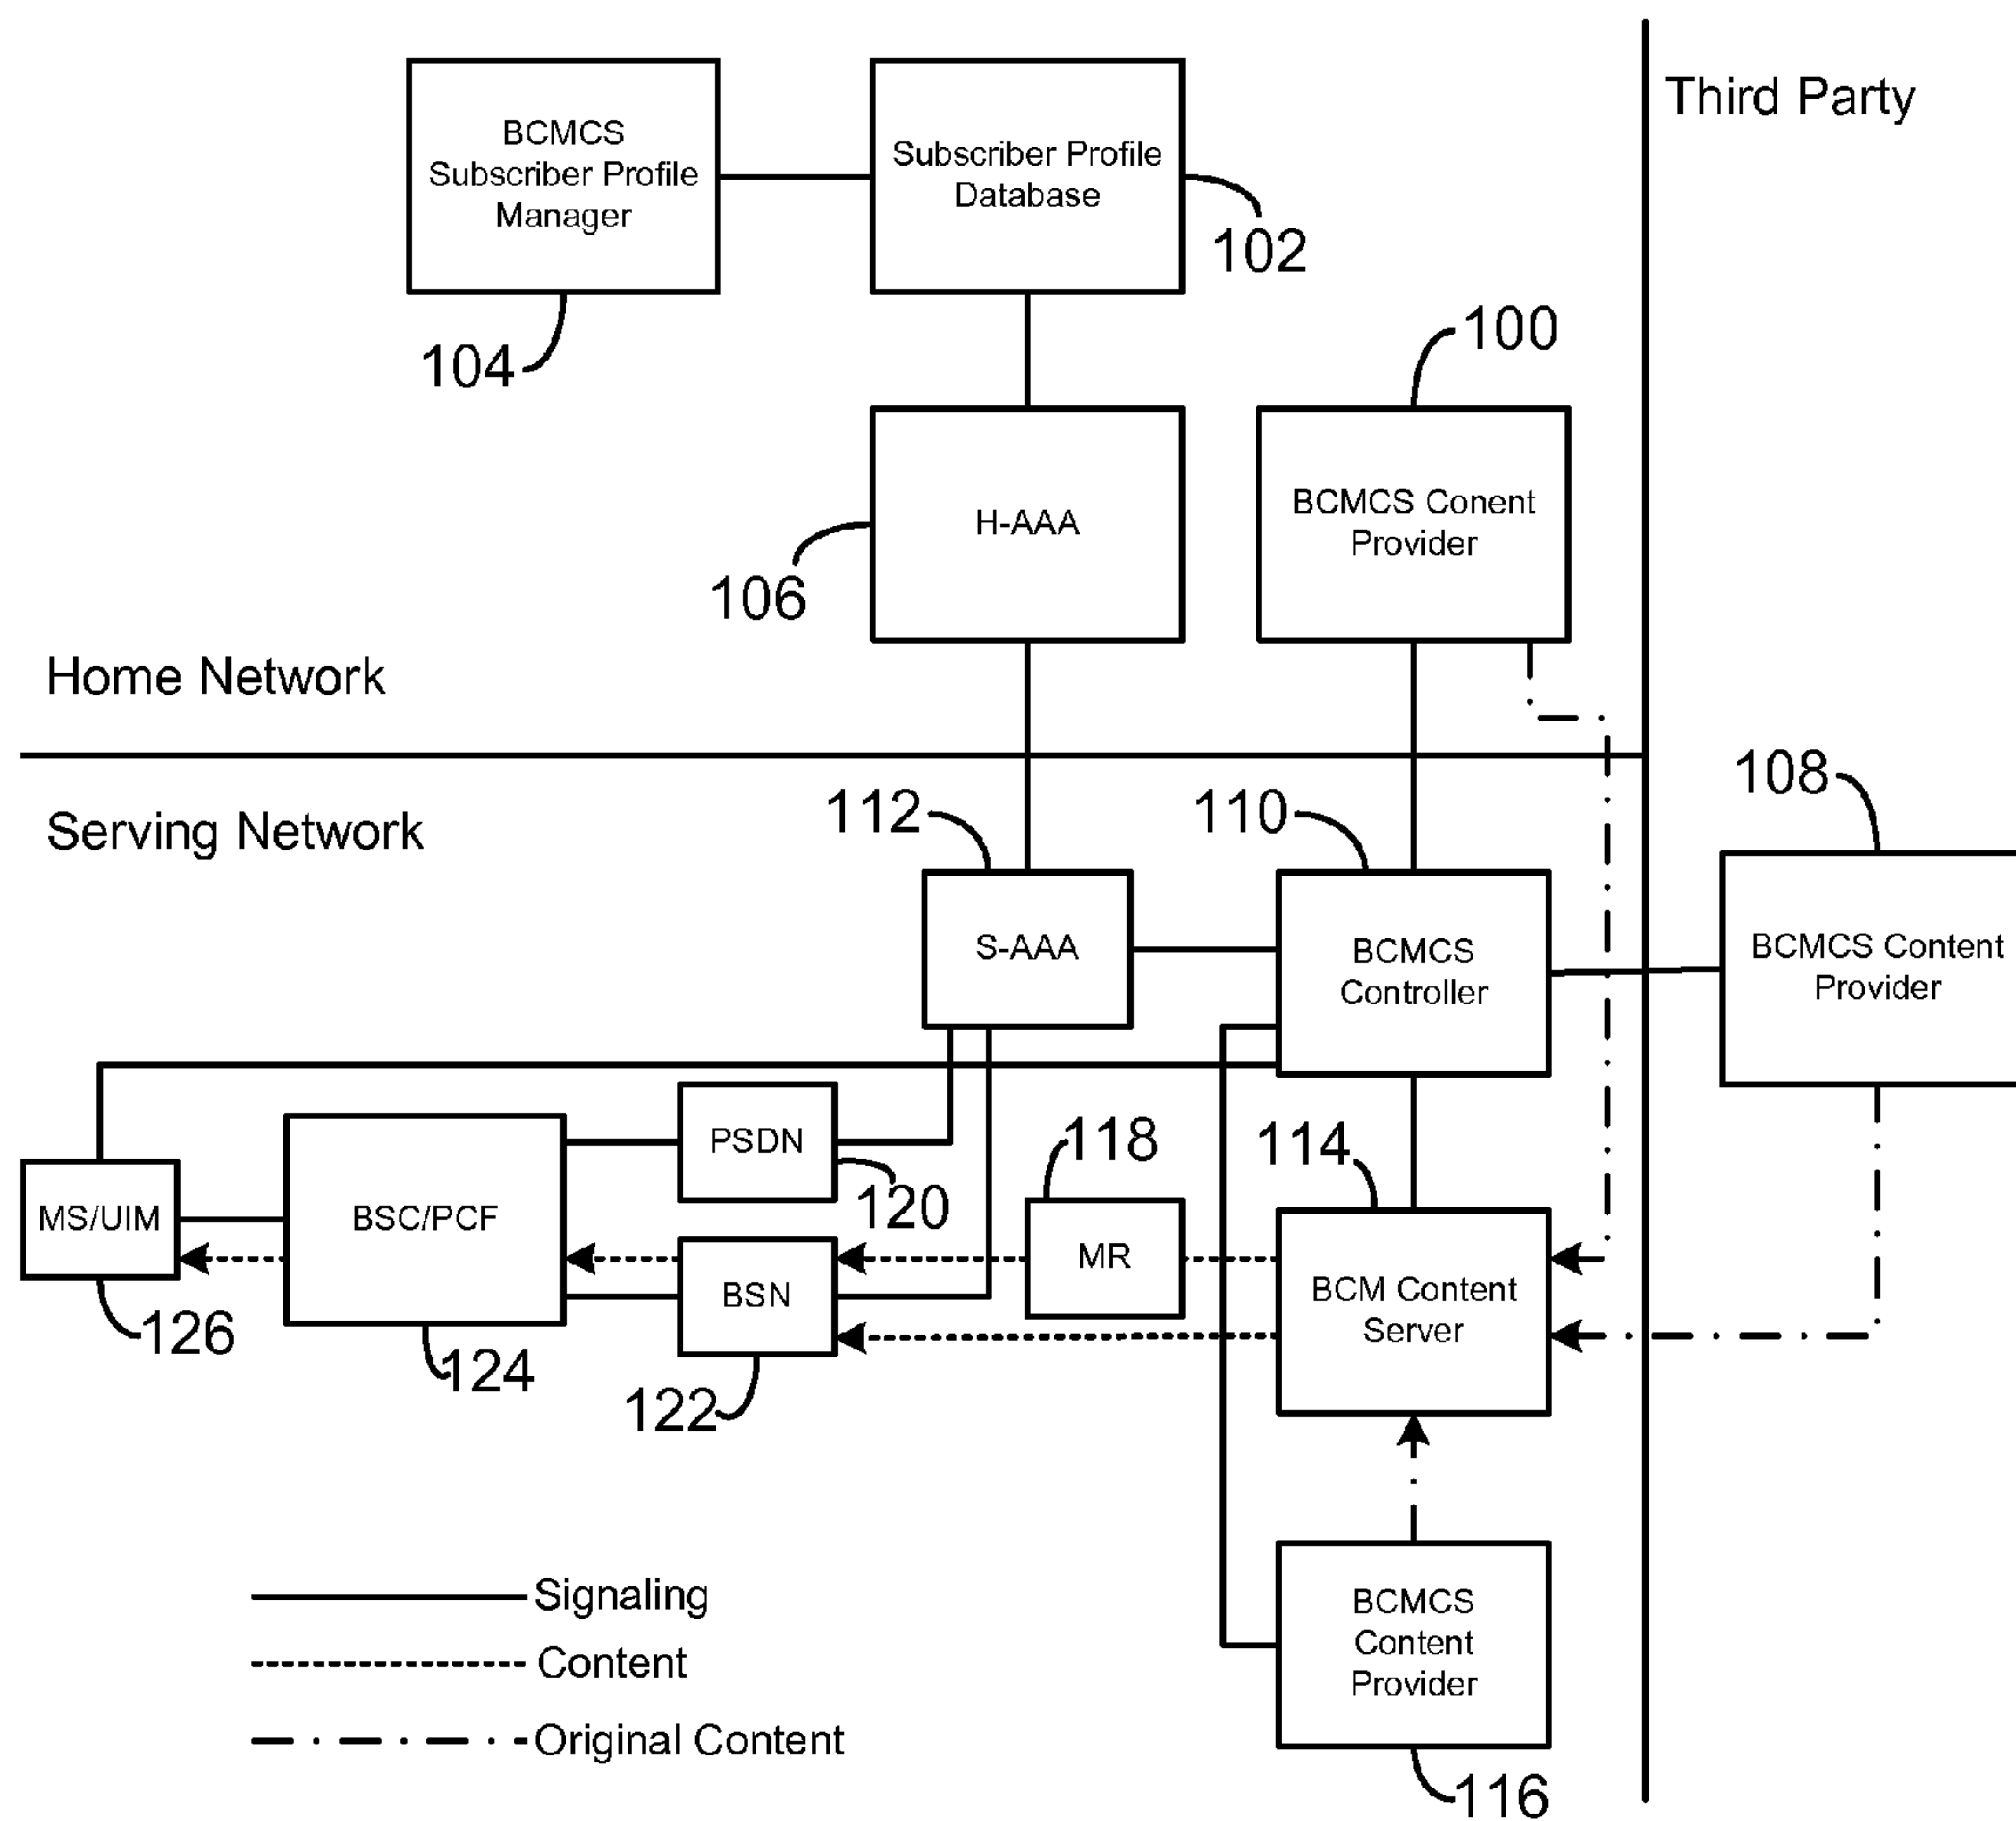 Third Party
BCMCS
Subscriber Profile
Manager
Subscriber Profile
Database
102
104
100
H-AAA
BCMCS Conent
Provider
106
Home Network
Serving Network
112
110
108
S-AAA
BCMCS
Controller
BCMCS Content
Provider
PSDN
118
114
120
MS/UIM
BSC/PCF
MR
BSN
BCM Content
Server
126
124
122
Signaling
Content
Original Content
BCMCS
Content
Provider
116